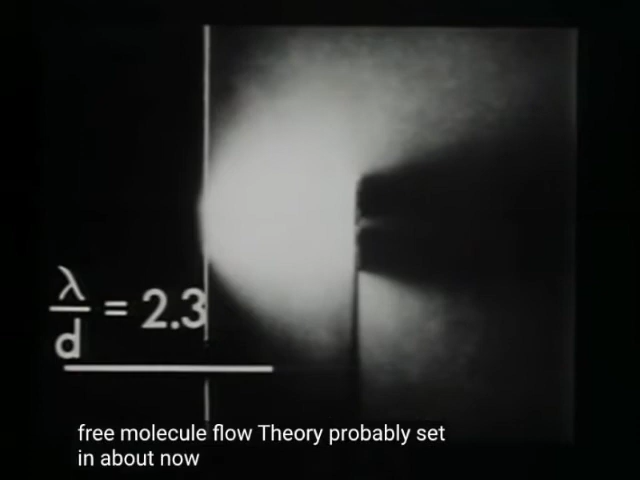 λ/d = 2.3
free molecule flow Theory probably set
in about now